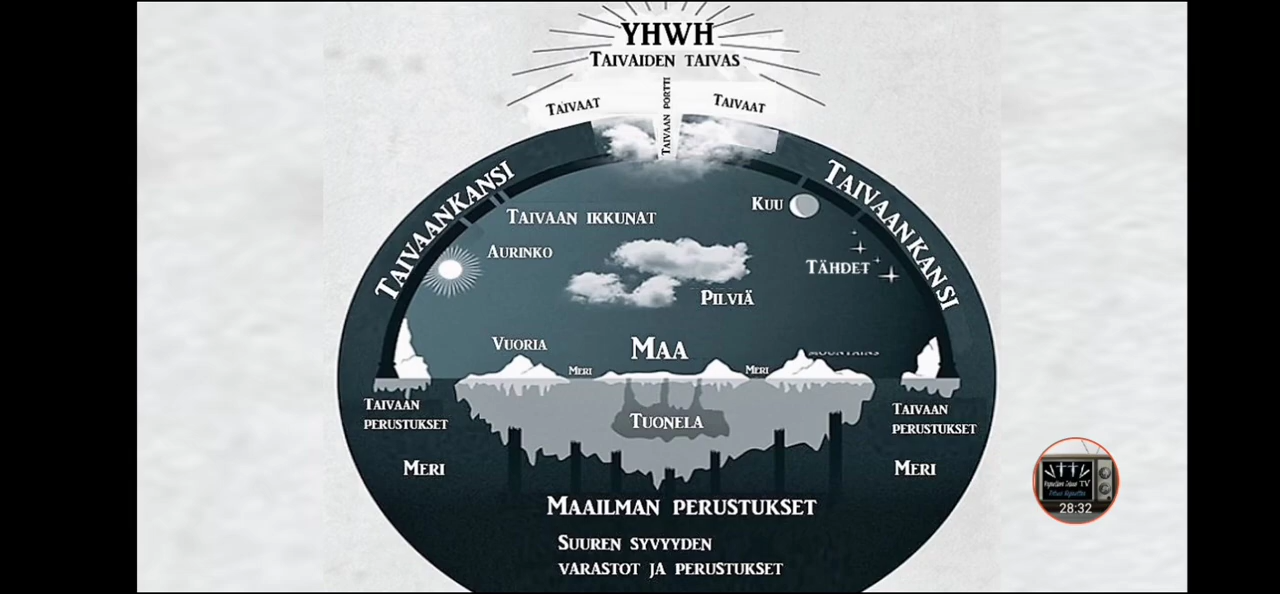 YHWH
TAIVAIDEN TAIVAS
TAIVAAT
TAIVAAN PORTTI
TAIVAAT
TAIVAANKANSI
TAIVAANKANSI
TAIVAAN IKKUNAT
KUU
AURINKO
TÄHDET
PILVIÄ
VUORIA
MAA
MERI
MERI
MOUNTAINS
TAIVAAN
PERUSTUKSET
TUONELA
TAIVAAN
PERUSTUKSET
MERI
MERI
MAAILMAN PERUSTUKSET
SUUREN SYVYYDEN
VARASTOT JA PERUSTUKSET
TV
28:32